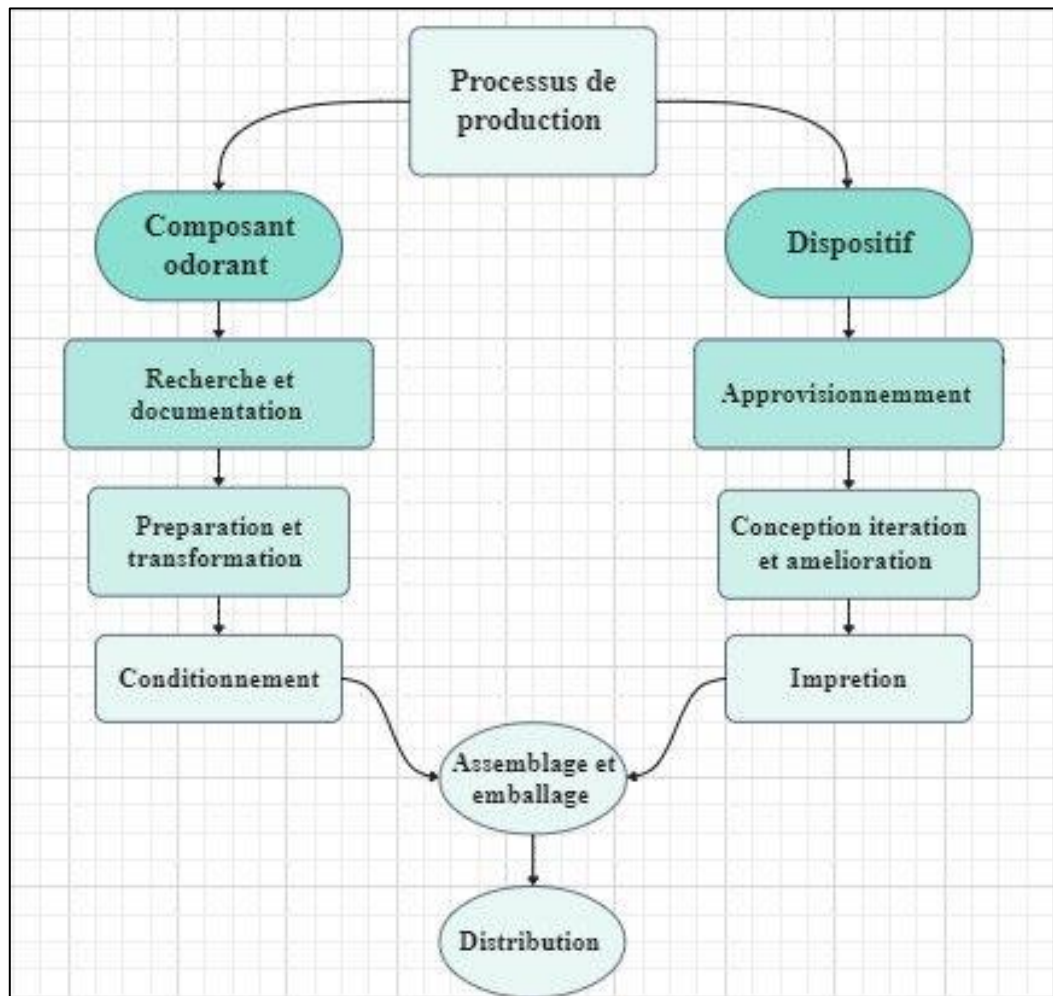 Processus de
production
Composant
odorant
Dispositif
Recherche et
documentation
Approvisionnemment
Preparation et
transformation
Conception iteration
et amelioration
Conditionnement
Impretion
Assemblage et
emballage
Distribution